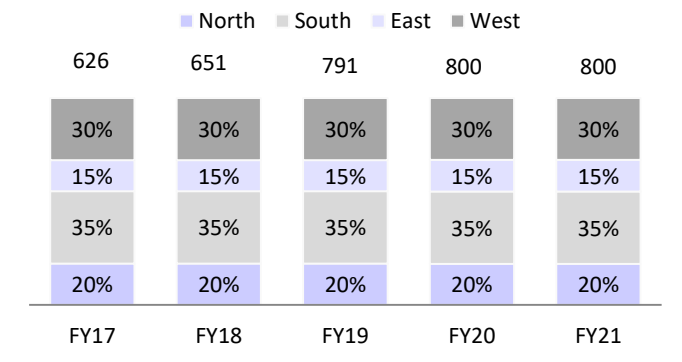 North South East West
626 651 791 800 800
30% 30% 30% 30% 30%
15% 15% 15% 15% 15%
35% 35% 35% 35% 35%
20% 20% 20% 20% 20%
FY17 FY18 FY19 FY20 FY21